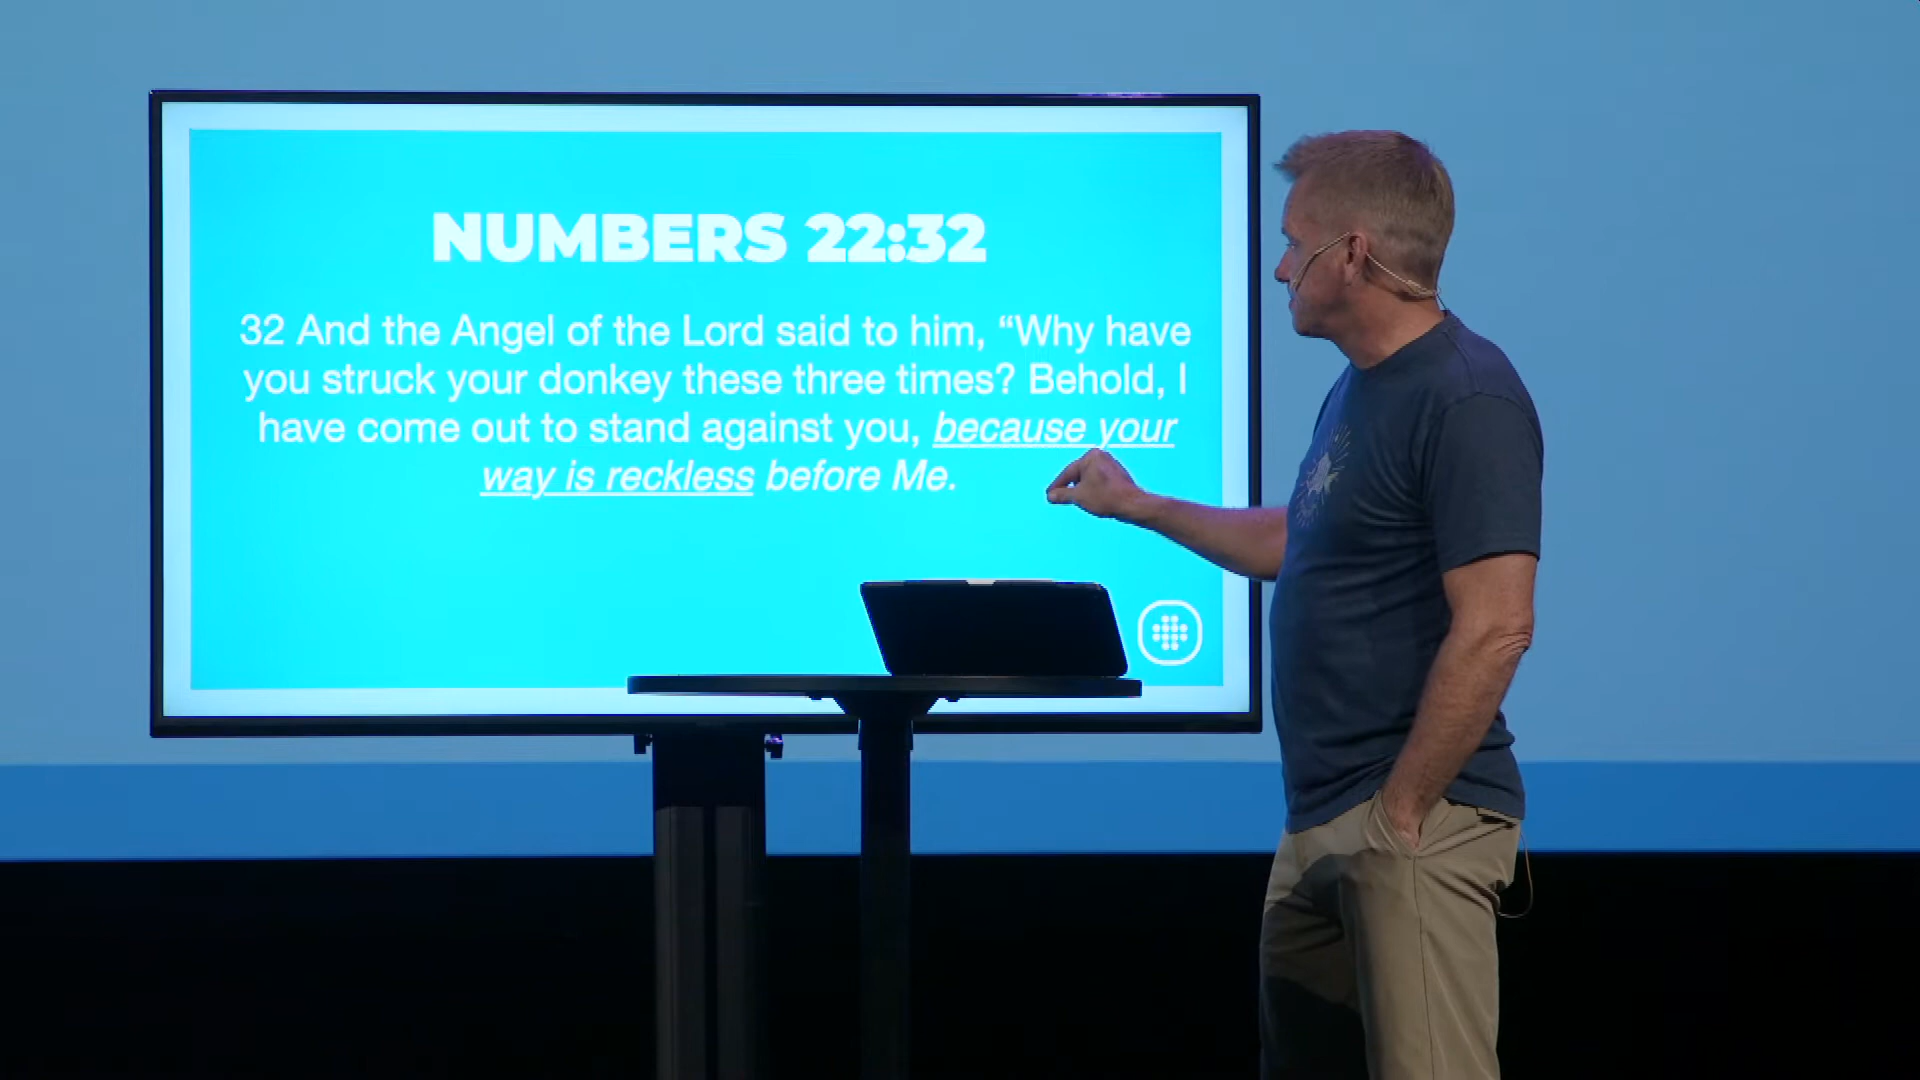 NUMBERS 22:32
32 And the Angel of the Lord said to him, “Why have
you struck your donkey these three times? Behold, I
have come out to stand against you, because your
way is reckless before Me.